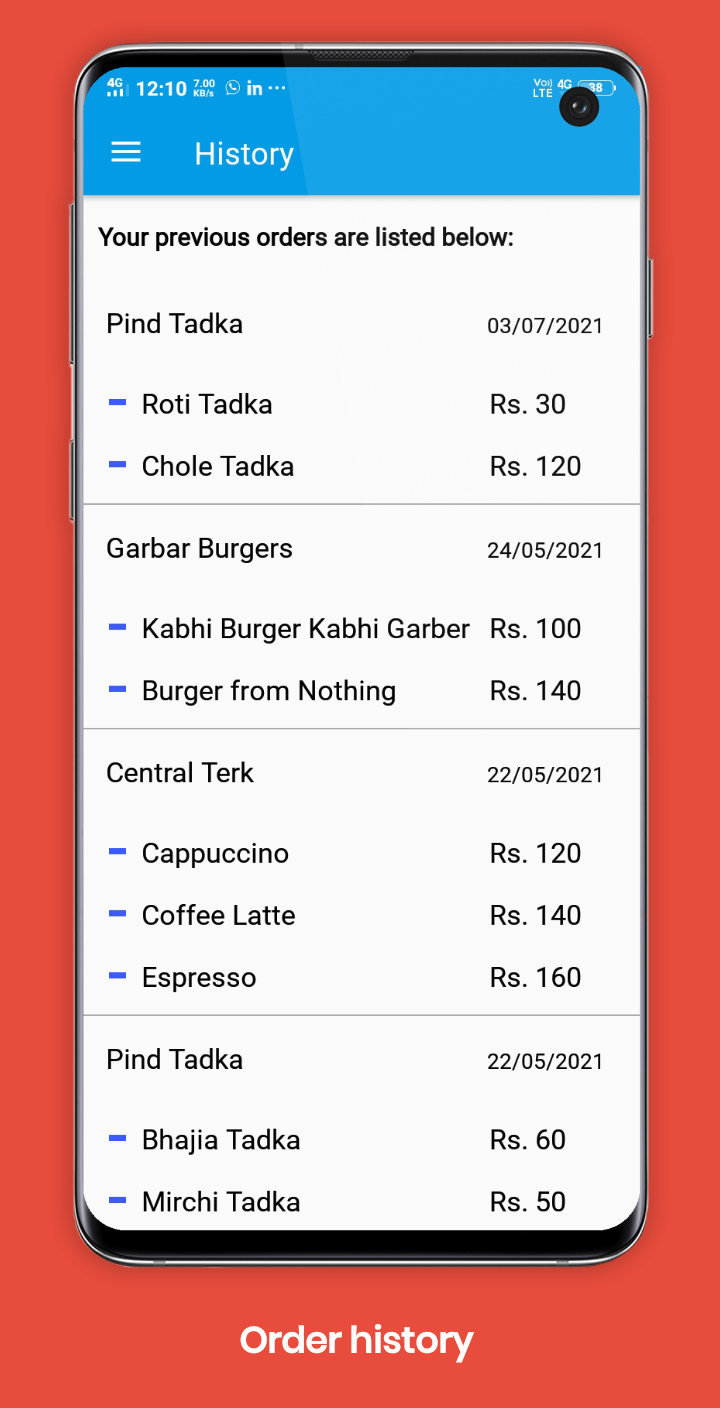 4G 12:10 7.00 KB/s in ... Vo)) LTE 4G 38
History
Your previous orders are listed below:
Pind Tadka 03/07/2021
Roti Tadka Rs. 30
Chole Tadka Rs. 120
Garbar Burgers 24/05/2021
Kabhi Burger Kabhi Garber Rs. 100
Burger from Nothing Rs. 140
Central Terk 22/05/2021
Cappuccino Rs. 120
Coffee Latte Rs. 140
Espresso Rs. 160
Pind Tadka 22/05/2021
Bhajia Tadka Rs. 60
Mirchi Tadka Rs. 50
Order history